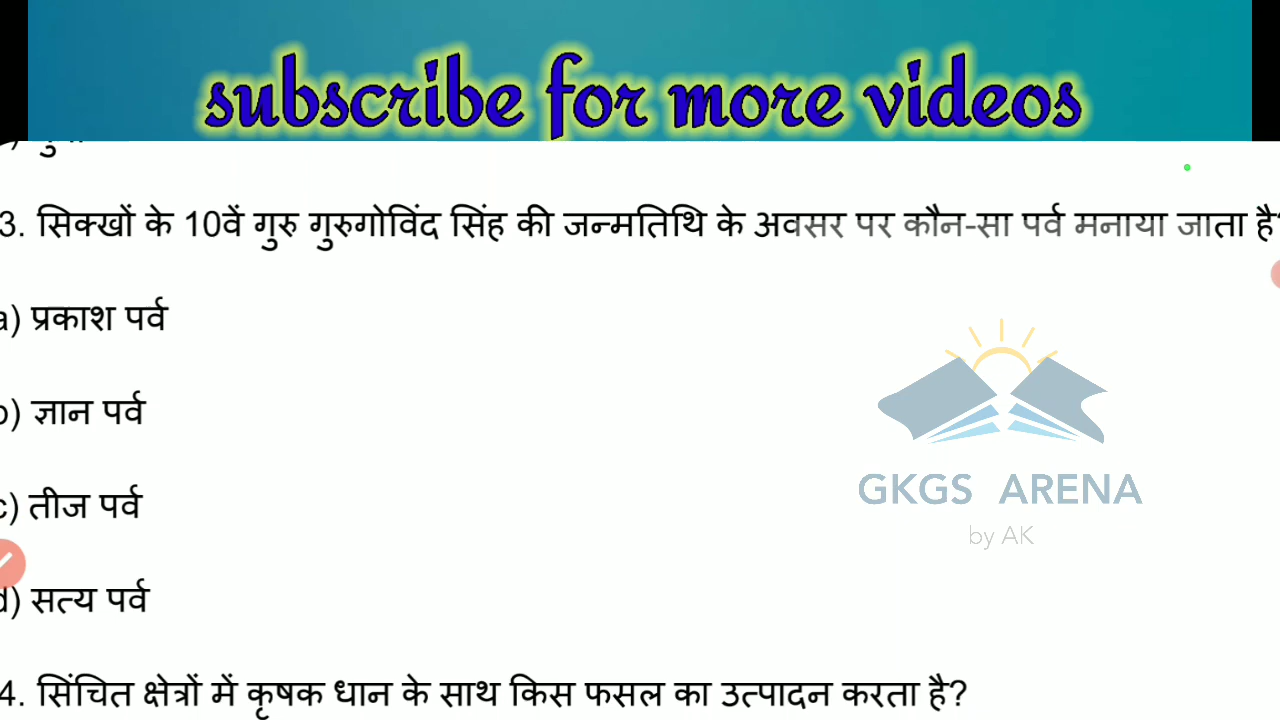 subscribe for more videos
3. सिक्खों के 10वें गुरु गुरुगोविंद सिंह की जन्मतिथि के अवसर पर कौन-सा पर्व मनाया जाता है?
a) प्रकाश पर्व
b) ज्ञान पर्व
c) तीज पर्व
d) सत्य पर्व
GKGS ARENA
by AK
4. सिंचित क्षेत्रों में कृषक धान के साथ किस फसल का उत्पादन करता है?